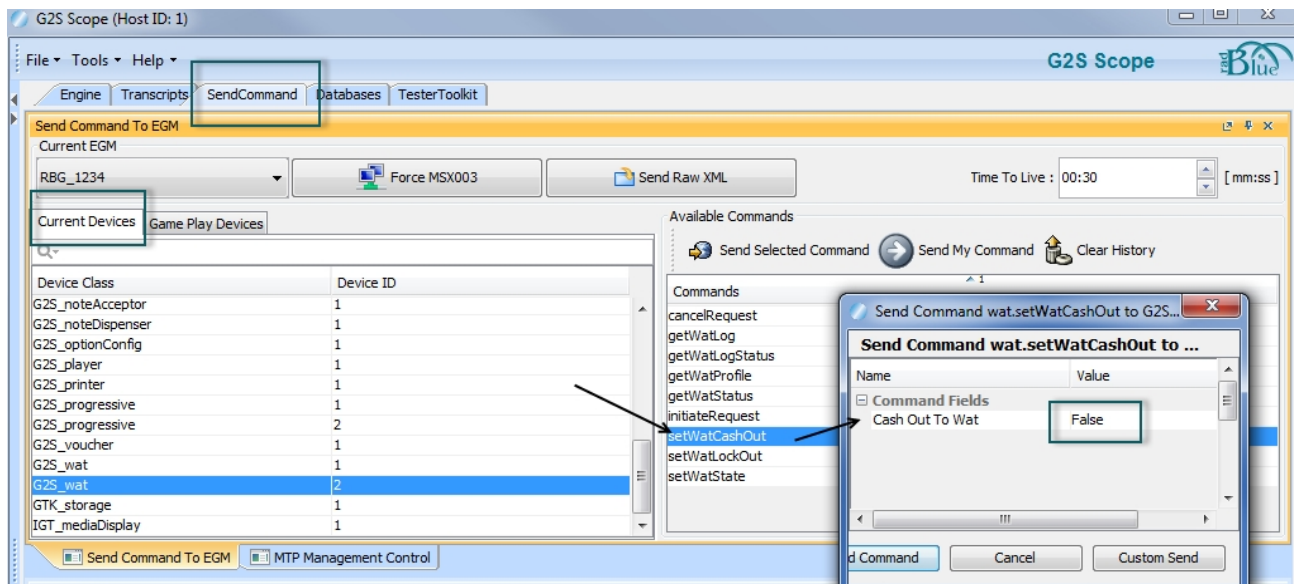 G2S Scope (Host ID: 1)
File Tools Help
G2S Scope
radBlue
Engine Transcripts SendCommand Databases TesterToolkit
Send Command To EGM
Current EGM
RBG_1234 Force MSX003 Send Raw XML Time To Live : 00:30 [ mm:ss ]
Current Devices Game Play Devices
Device Class Device ID
G2S_noteAcceptor 1
G2S_noteDispenser 1
G2S_optionConfig 1
G2S_player 1
G2S_printer 1
G2S_progressive 1
G2S_progressive 2
G2S_voucher 1
G2S_wat 1
G2S_wat 2
GTK_storage 1
IGT_mediaDisplay 1
Available Commands
Send Selected Command Send My Command Clear History
1
Commands
cancelRequest
getWatLog
getWatLogStatus
getWatProfile
getWatStatus
initiateRequest
setWatCashOut
setWatLockOut
setWatState
Send Command wat.setWatCashOut to G2S...
Send Command wat.setWatCashOut to ...
Name Value
Command Fields
Cash Out To Wat False
d Command Cancel Custom Send
Send Command To EGM MTP Management Control